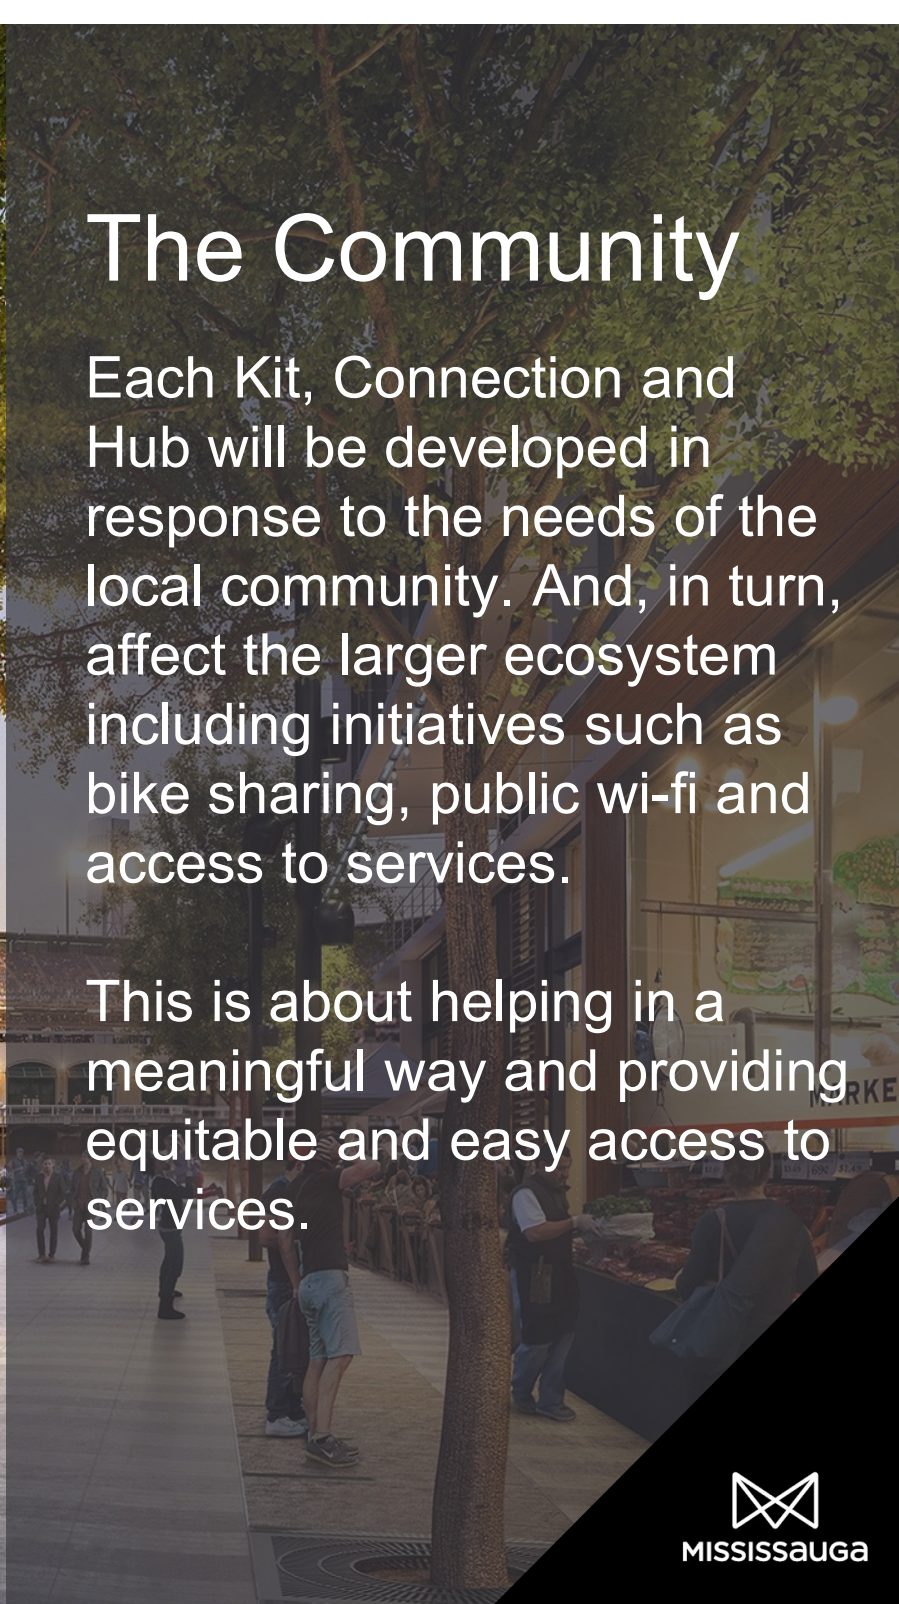 The Community
Each Kit, Connection and
Hub will be developed in
response to the needs of the
local community. And, in turn,
affect the larger ecosystem
including initiatives such as
bike sharing, public wi-fi and
access to services.
This is about helping in a
meaningful way and providing
equitable and easy access to
services.
MARKE
MISSISSauGa